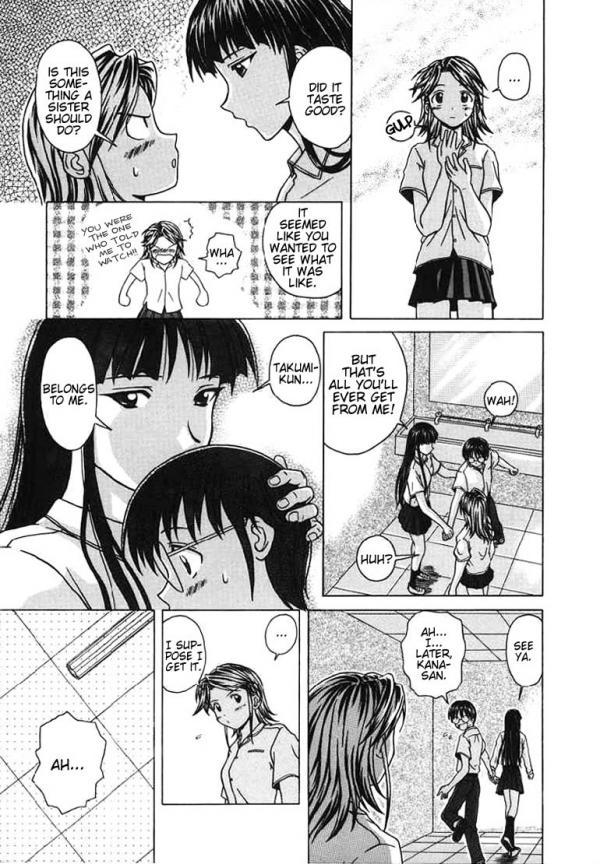 ...
GULP
DID IT
TASTE
GOOD?
IS THIS
SOME-
THING A
SISTER
SHOULD
DO?
IT
SEEMED
LIKE YOU
WANTED TO
SEE WHAT
IT WAS
LIKE.
WHA
...
YOU WERE
THE ONE
WHO TOLD
ME TO
WATCH!!
BUT
THAT'S
ALL YOU'LL
EVER GET
FROM ME!
WAH!
HUH?
TAKUMI-
KUN...
BELONGS
TO ME.
SEE
YA.
AH...
I...
LATER,
KANA-
SAN.
...
I SUP-
POSE I
GET IT.
AH...